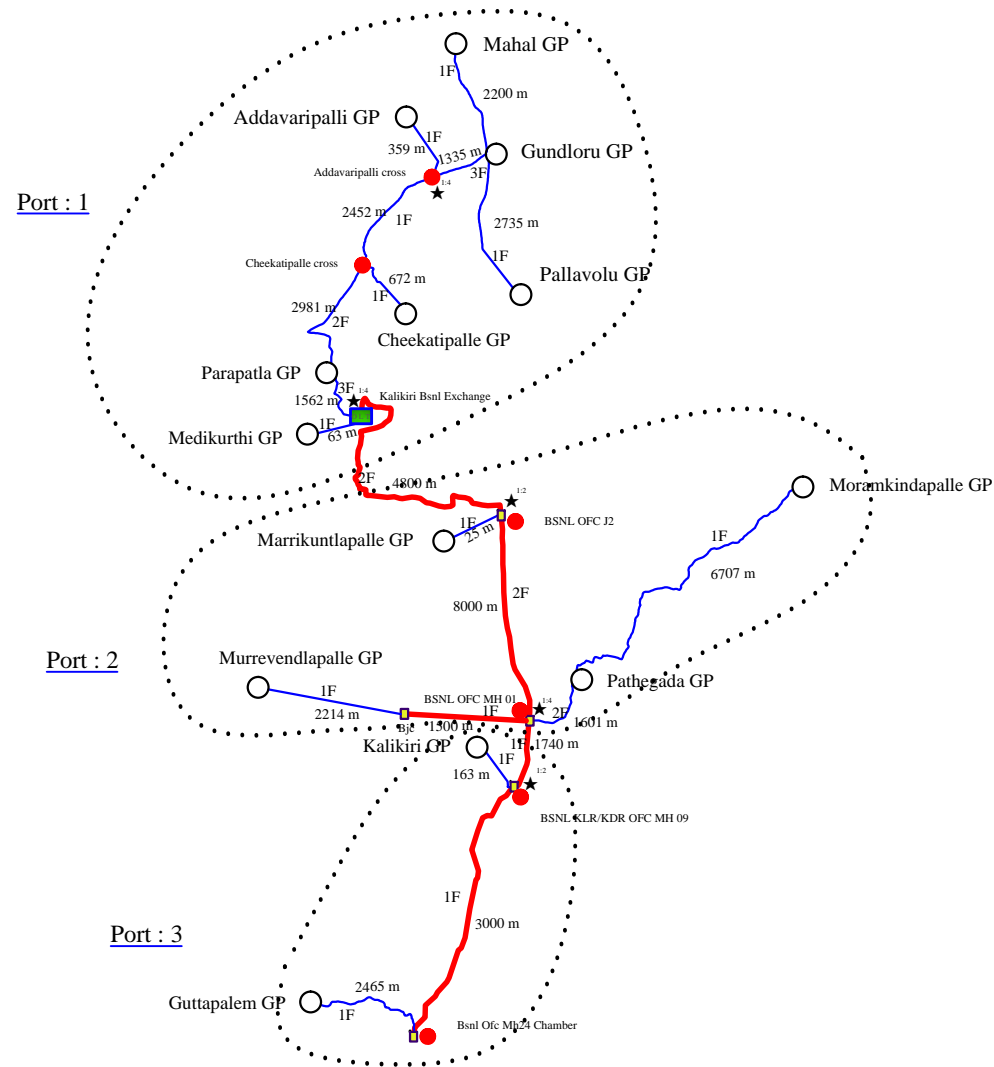 Mahal GP
1F
2200 m
Addavaripalli GP
1F
359 m
1335 m
Gundloru GP
3F
Addavaripalli cross
1:4
Port : 1
2452 m
1F
2735 m
1F
Cheekatipalle cross
672 m
1F
Pallavolu GP
2981 m
2F
Cheekatipalle GP
Parapatla GP
3F
1:4
Kalikiri Bsnl Exchange
1562 m
1F
Medikurthi GP
63 m
2F
4800 m
Moramkindapalle GP
1:2
1F
BSNL OFC J2
25 m
Marrikuntlapalle GP
1F
6707 m
2F
8000 m
Port : 2
Murrevendlapalle GP
Pathegada GP
1F
BSNL OFC MH 01
1:4
1F
2F
2214 m
Bjc
1500 m
1601 m
Kalikiri GP
1F
1740 m
1F
163 m
1:2
BSNL KLR/KDR OFC MH 09
1F
3000 m
Port : 3
2465 m
Guttapalem GP
1F
Bsnl Ofc Mh24 Chamber